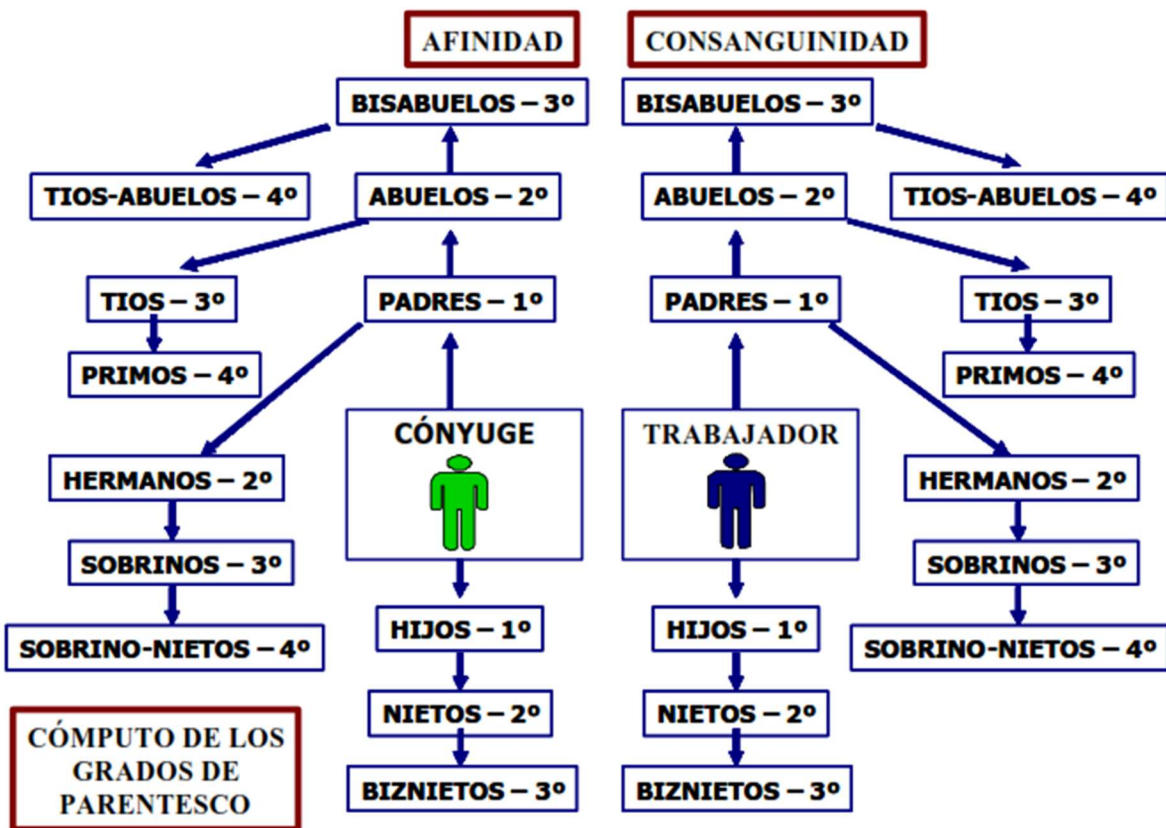 AFINIDAD
CONSANGUINIDAD
BISABUELOS – 3º
BISABUELOS – 3º
TIOS-ABUELOS – 4º
ABUELOS – 2º
ABUELOS – 2º
TIOS-ABUELOS – 4º
TIOS – 3º
PADRES – 1º
PADRES – 1º
TIOS – 3º
PRIMOS – 4º
PRIMOS – 4º
CÓNYUGE
TRABAJADOR
HERMANOS – 2º
HERMANOS – 2º
SOBRINOS – 3º
SOBRINOS – 3º
HIJOS – 1º
HIJOS – 1º
SOBRINO-NIETOS – 4º
SOBRINO-NIETOS – 4º
NIETOS – 2º
NIETOS – 2º
CÓMPUTO DE LOS
GRADOS DE
PARENTESCO
BIZNIETOS – 3º
BIZNIETOS – 3º